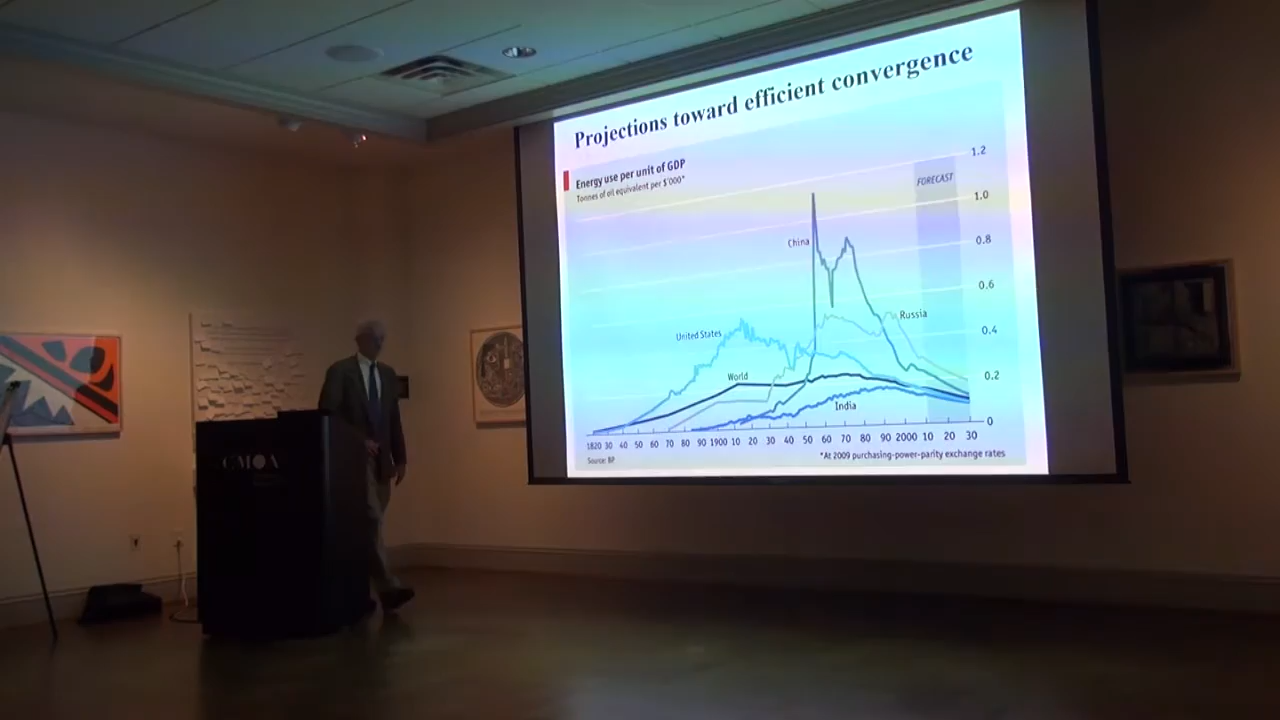 Projections toward efficient convergence
Energy use per unit of GDP
Tonnes of oil equivalent per $'000*
1.2
FORECAST
1.0
China
0.8
0.6
Russia
United States
0.4
World
0.2
India
0
1820 30 40 50 60 70 80 90 1900 10 20 30 40 50 60 70 80 90 2000 10 20 30
Source: BP
*At 2009 purchasing-power-parity exchange rates
CMOA